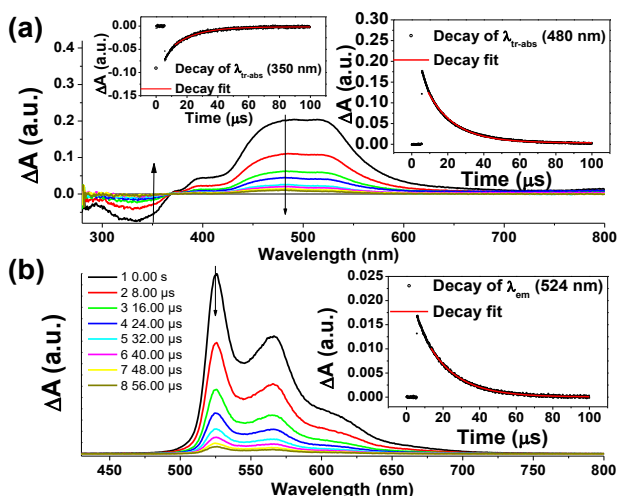 (a)
0.00
-0.05
-0.10
-0.15
ΔA (a.u.)
Decay of λtr-abs (350 nm)
Decay fit
0 20 40 60 80 100
Time (μs)
0.30
0.25
0.20
0.15
0.10
0.05
0.00
ΔA (a.u.)
Decay of λtr-abs (480 nm)
Decay fit
0 20 40 60 80 100
Time (μs)
0.4
0.2
0.0
ΔA (a.u.)
300 400 500 600 700 800
Wavelength (nm)
(b)
1 0.00 s
2 8.00 μs
3 16.00 μs
4 24.00 μs
5 32.00 μs
6 40.00 μs
7 48.00 μs
8 56.00 μs
ΔA (a.u.)
0.025
0.020
0.015
0.010
0.005
0.000
ΔA (a.u.)
Decay of λem (524 nm)
Decay fit
0 20 40 60 80 100
Time (μs)
450 500 550 600 650 700 750 800
Wavelength (nm)